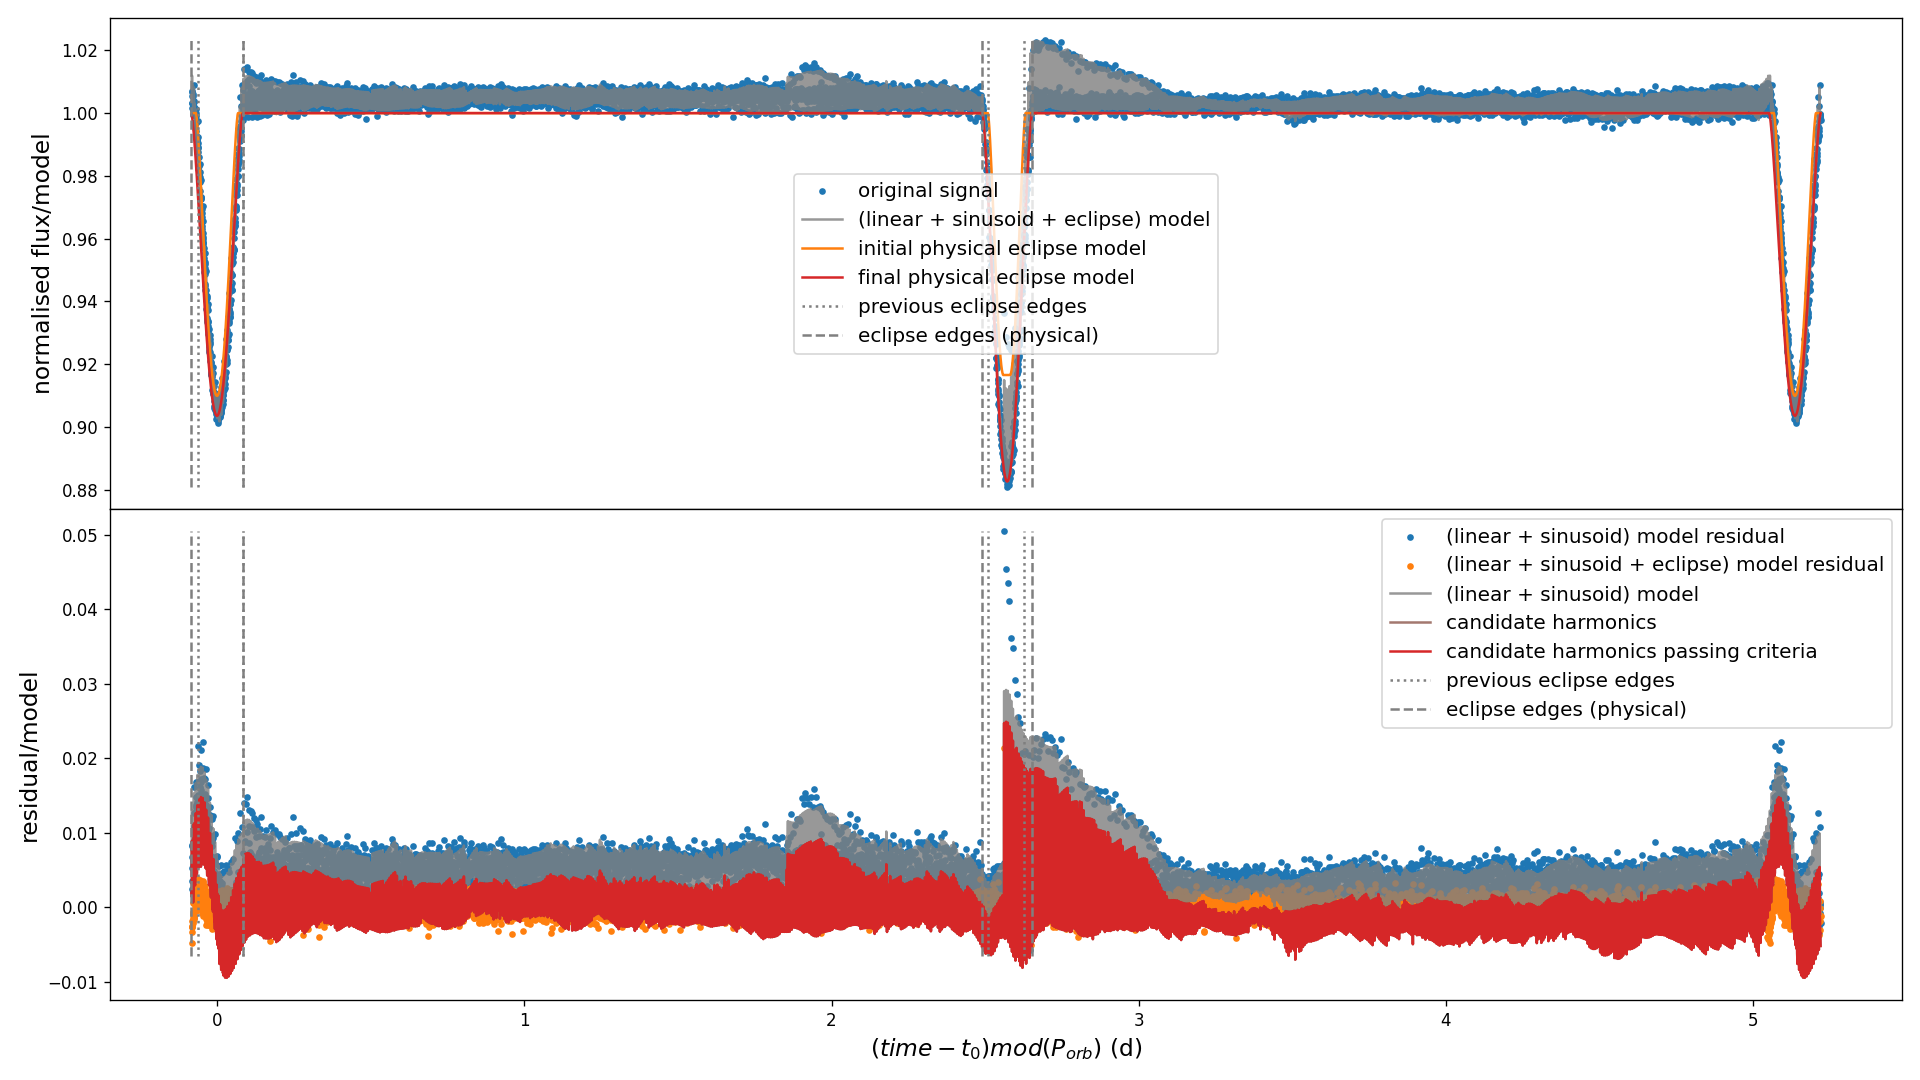 normalised flux/model
1.02
1.00
0.98
0.96
0.94
0.92
0.90
0.88
original signal
(linear + sinusoid + eclipse) model
initial physical eclipse model
final physical eclipse model
previous eclipse edges
eclipse edges (physical)
residual/model
0.05
0.04
0.03
0.02
0.01
0.00
−0.01
(linear + sinusoid) model residual
(linear + sinusoid + eclipse) model residual
(linear + sinusoid) model
candidate harmonics
candidate harmonics passing criteria
previous eclipse edges
eclipse edges (physical)
0 1 2 3 4 5
(time − t₀)mod(Pₒᵣb) (d)